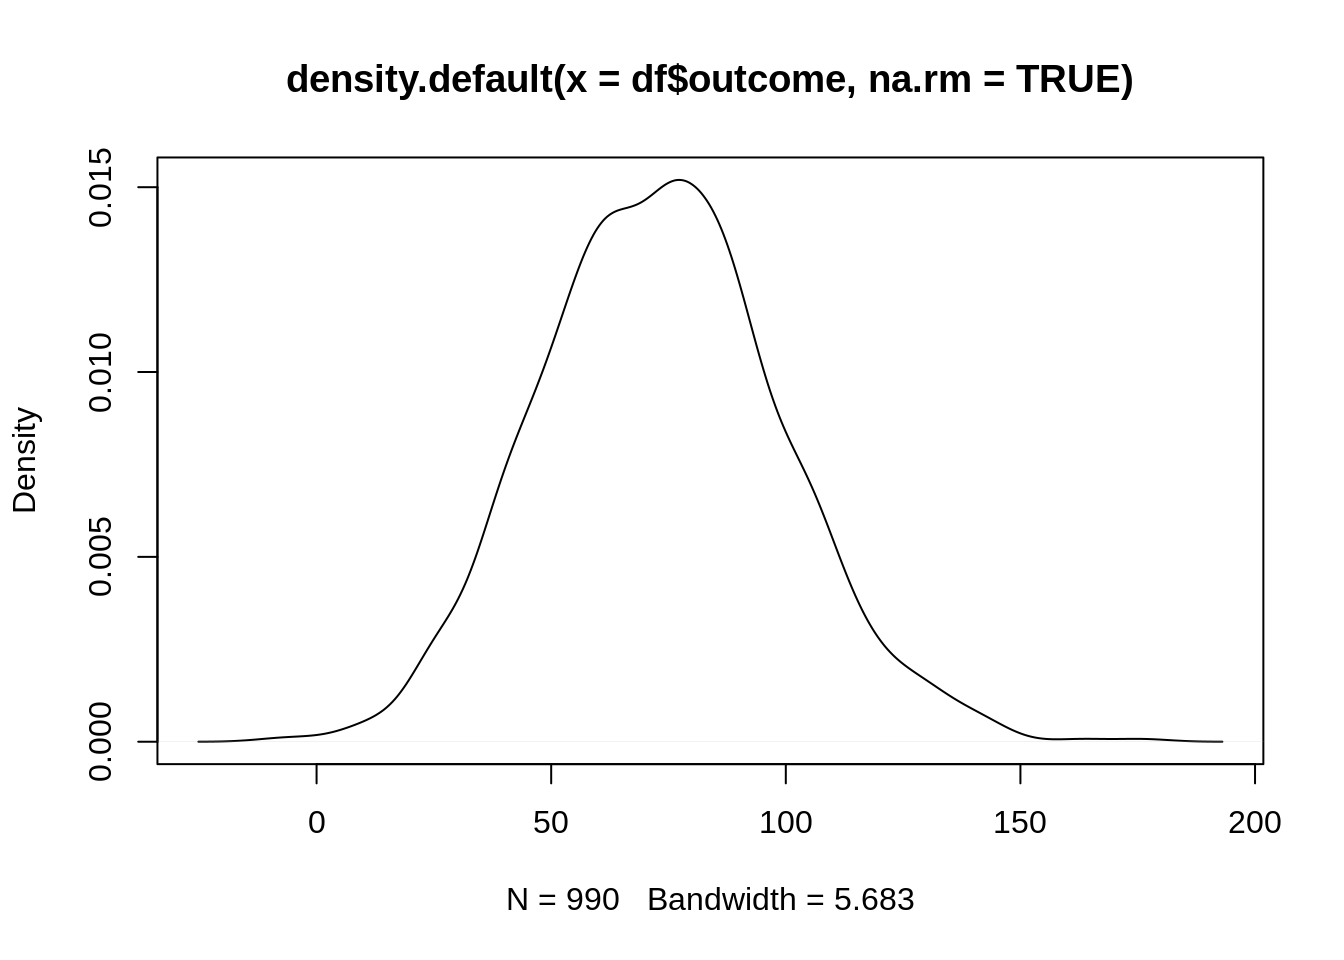 density.default(x = df$outcome, na.rm = TRUE)
Density
0.015
0.010
0.005
0.000
0 50 100 150 200
N = 990 Bandwidth = 5.683